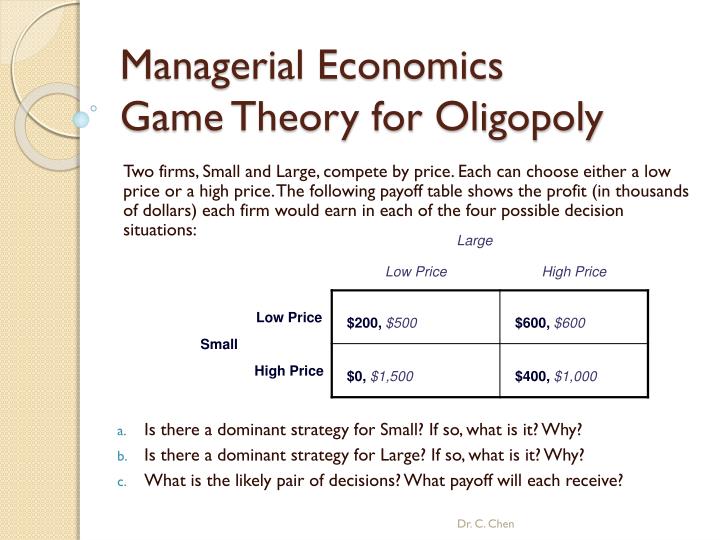 Managerial Economics
Game Theory for Oligopoly
Two firms, Small and Large, compete by price. Each can choose either a low
price or a high price. The following payoff table shows the profit (in thousands
of dollars) each firm would earn in each of the four possible decision
situations:
Large
Low Price High Price
Low Price $200, $500 $600, $600
Small
High Price $0, $1,500 $400, $1,000
a. Is there a dominant strategy for Small? If so, what is it? Why?
b. Is there a dominant strategy for Large? If so, what is it? Why?
c. What is the likely pair of decisions? What payoff will each receive?
Dr. C. Chen